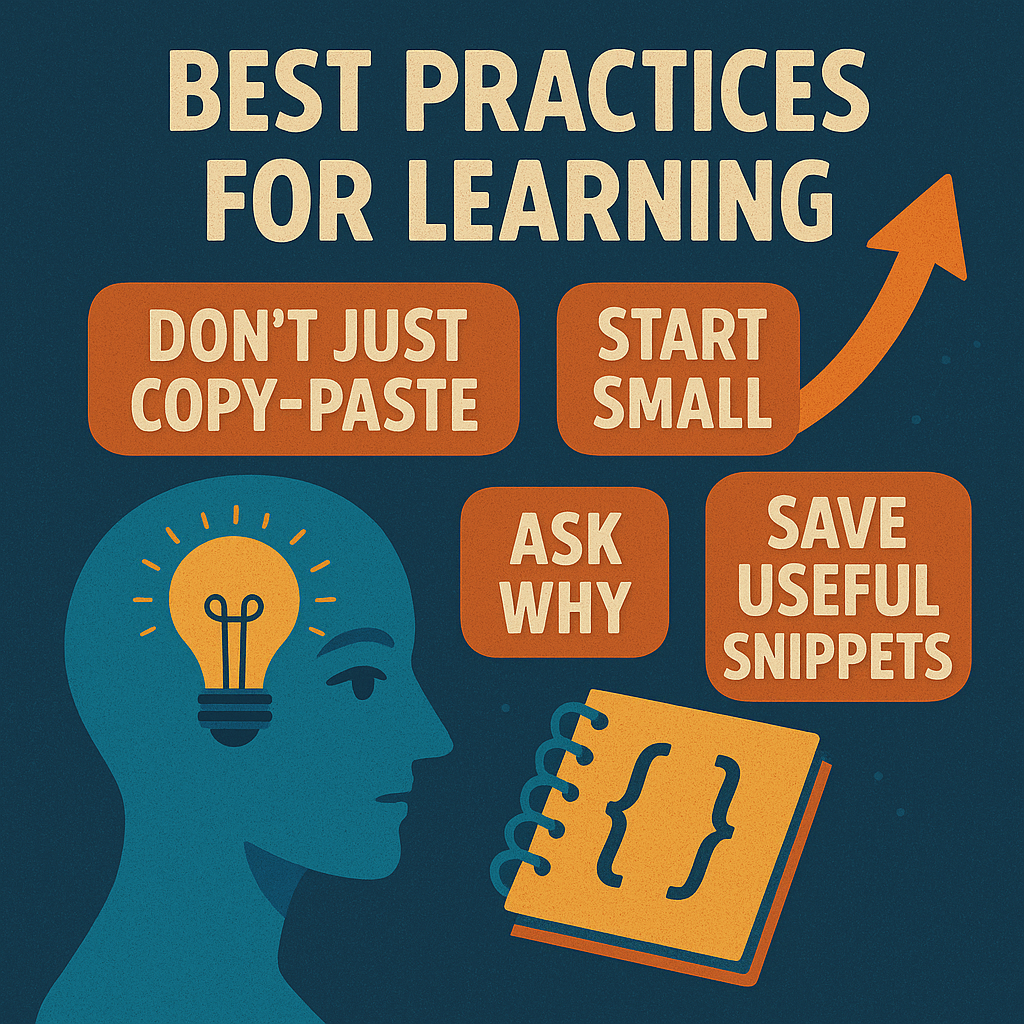 BEST PRACTICES
FOR LEARNING
DON'T JUST
COPY-PASTE
START
SMALL
ASK
WHY
SAVE
USEFUL
SNIPPETS
{ }